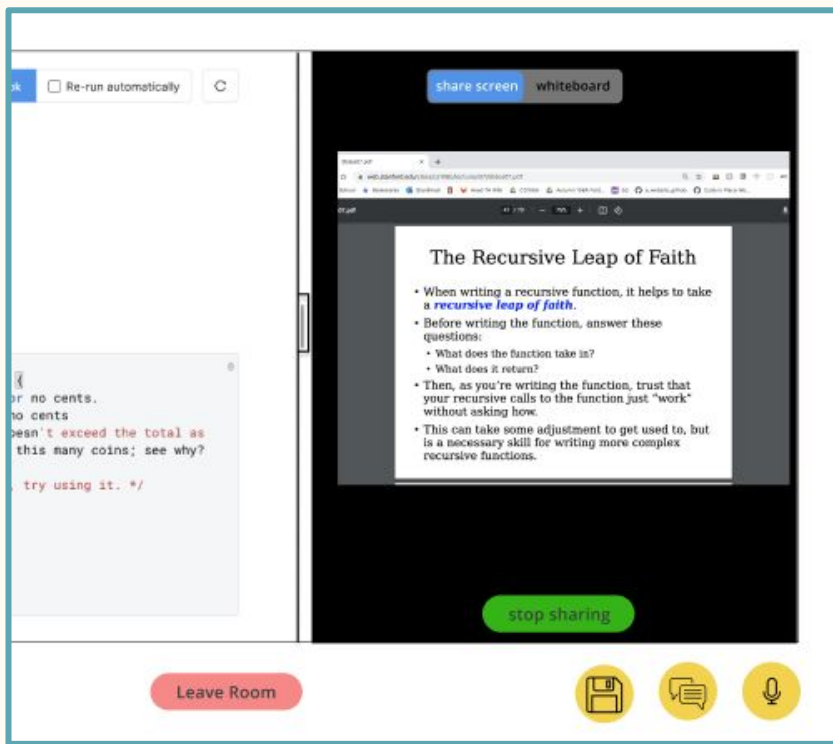 Re-run automatically
share screen whiteboard
The Recursive Leap of Faith
• When writing a recursive function, it helps to take
a recursive leap of faith.
• Before writing the function, answer these
questions:
• What does the function take in?
• What does it return?
• Then, as you’re writing the function, trust that
your recursive calls to the function just “work”
without asking how.
• This can take some adjustment to get used to, but
is a necessary skill for writing more complex
recursive functions.
{
or no cents.
no cents
oesn't exceed the total as
this many coins; see why?
, try using it. */
stop sharing
Leave Room